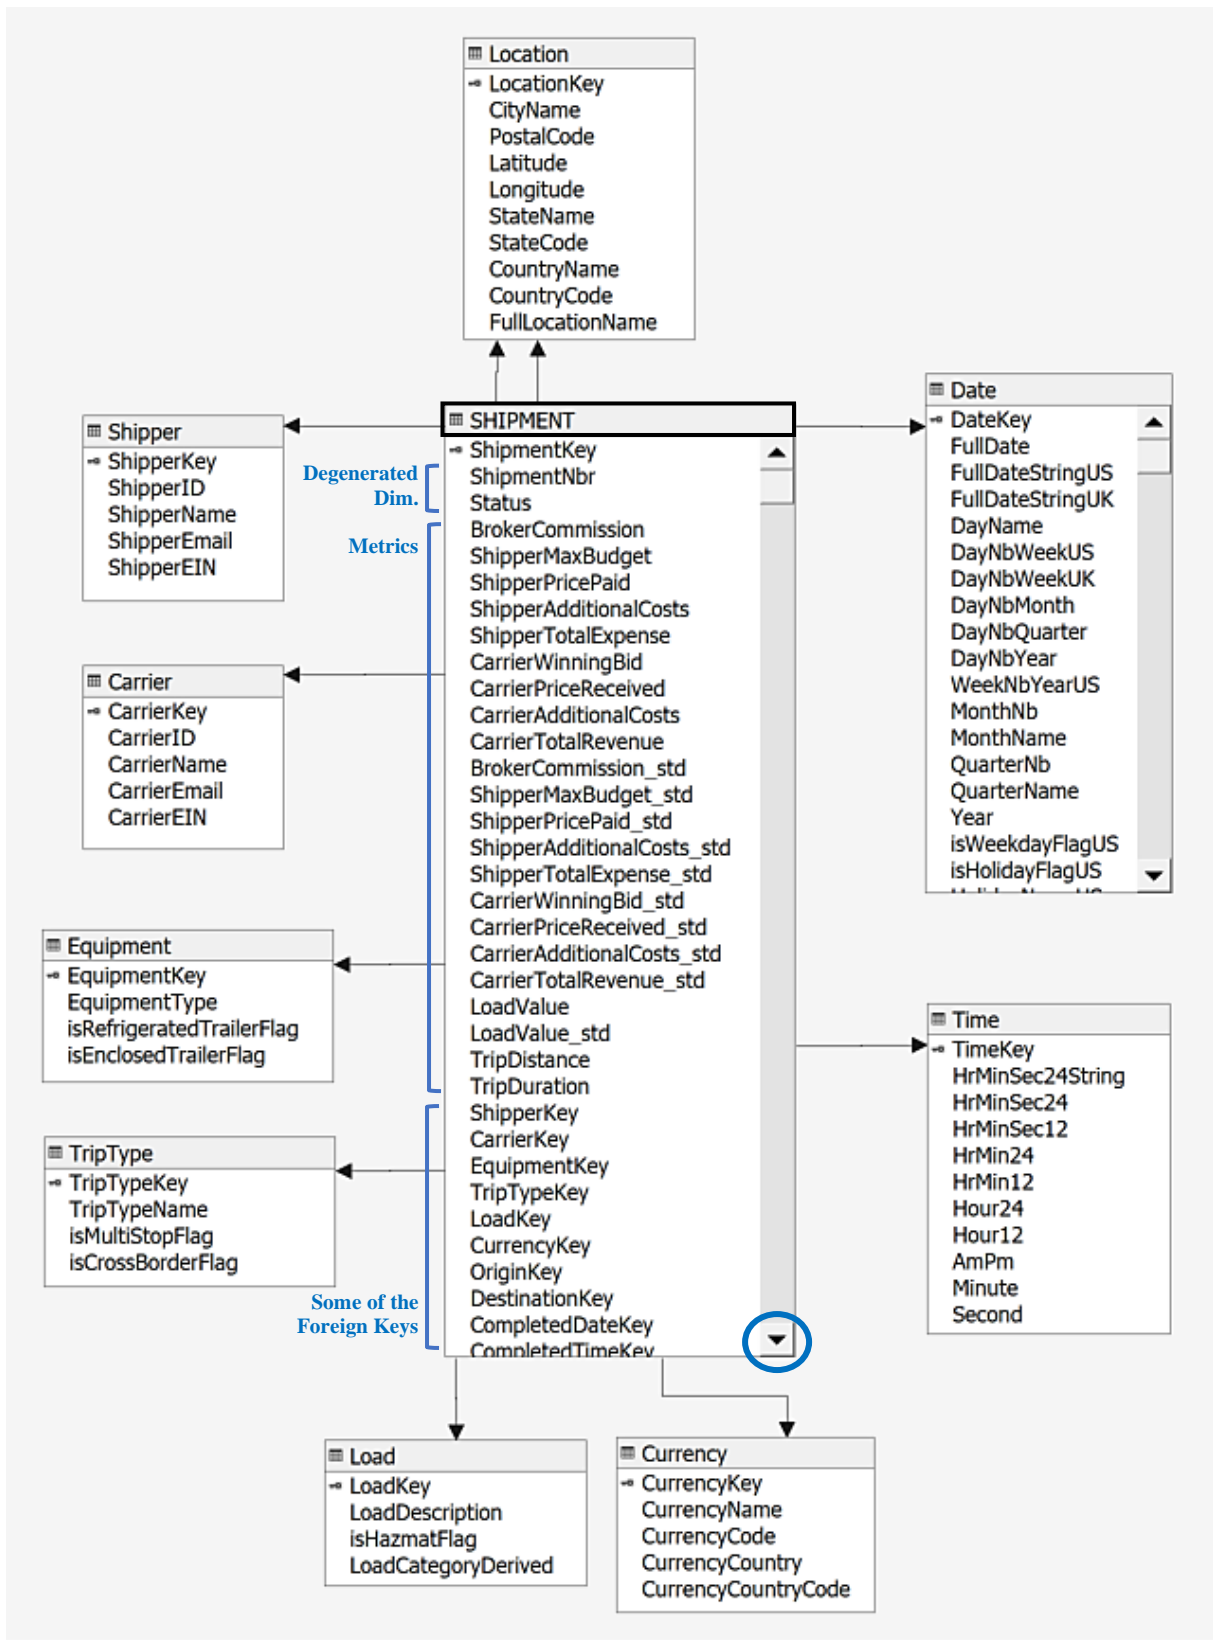 Location
LocationKey
CityName
PostalCode
Latitude
Longitude
StateName
StateCode
CountryName
CountryCode
FullLocationName
Shipper
ShipperKey
ShipperID
ShipperName
ShipperEmail
ShipperEIN
Carrier
CarrierKey
CarrierID
CarrierName
CarrierEmail
CarrierEIN
Equipment
EquipmentKey
EquipmentType
isRefrigeratedTrailerFlag
isEnclosedTrailerFlag
TripType
TripTypeKey
TripTypeName
isMultiStopFlag
isCrossBorderFlag
Degenerated
Dim.
Metrics
Some of the
Foreign Keys
SHIPMENT
ShipmentKey
ShipmentNbr
Status
BrokerCommission
ShipperMaxBudget
ShipperPricePaid
ShipperAdditionalCosts
ShipperTotalExpense
CarrierWinningBid
CarrierPriceReceived
CarrierAdditionalCosts
CarrierTotalRevenue
BrokerCommission_std
ShipperMaxBudget_std
ShipperPricePaid_std
ShipperAdditionalCosts_std
ShipperTotalExpense_std
CarrierWinningBid_std
CarrierPriceReceived_std
CarrierAdditionalCosts_std
CarrierTotalRevenue_std
LoadValue
LoadValue_std
TripDistance
TripDuration
ShipperKey
CarrierKey
EquipmentKey
TripTypeKey
LoadKey
CurrencyKey
OriginKey
DestinationKey
CompletedDateKey
CompletedTimeKey
Date
DateKey
FullDate
FullDateStringUS
FullDateStringUK
DayName
DayNbWeekUS
DayNbWeekUK
DayNbMonth
DayNbQuarter
DayNbYear
WeekNbYearUS
MonthNb
MonthName
QuarterNb
QuarterName
Year
isWeekdayFlagUS
isHolidayFlagUS
Time
TimeKey
HrMinSec24String
HrMinSec24
HrMinSec12
HrMin24
HrMin12
Hour24
Hour12
AmPm
Minute
Second
Load
LoadKey
LoadDescription
isHazmatFlag
LoadCategoryDerived
Currency
CurrencyKey
CurrencyName
CurrencyCode
CurrencyCountry
CurrencyCountryCode